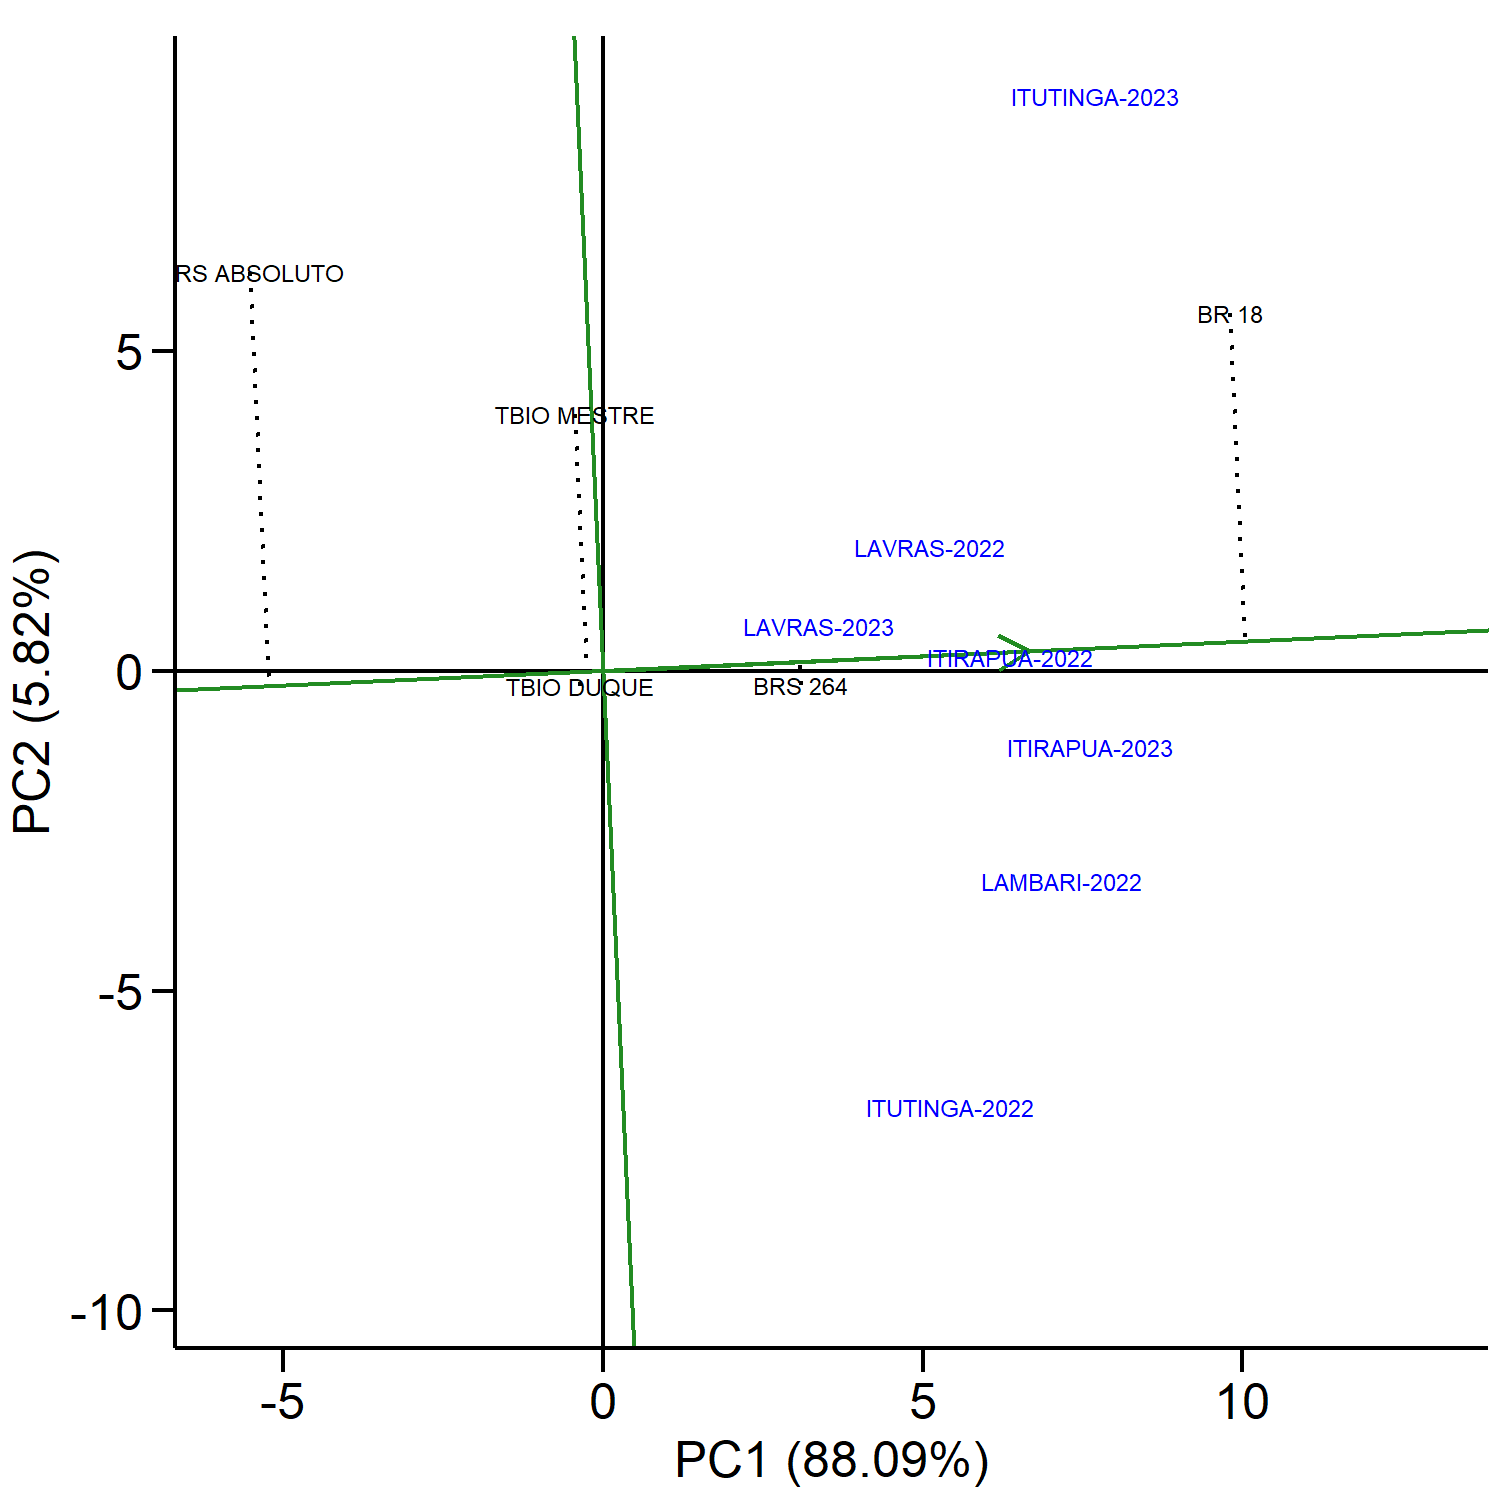 ITUTINGA-2023
RS ABSOLUTO
BR 18
5
TBIO MESTRE
LAVRAS-2022
LAVRAS-2023
ITIRAPUA-2022
0
TBIO DUQUE
BRS 264
ITIRAPUA-2023
PC2 (5.82%)
LAMBARI-2022
-5
ITUTINGA-2022
-10
-5
0
5
10
PC1 (88.09%)